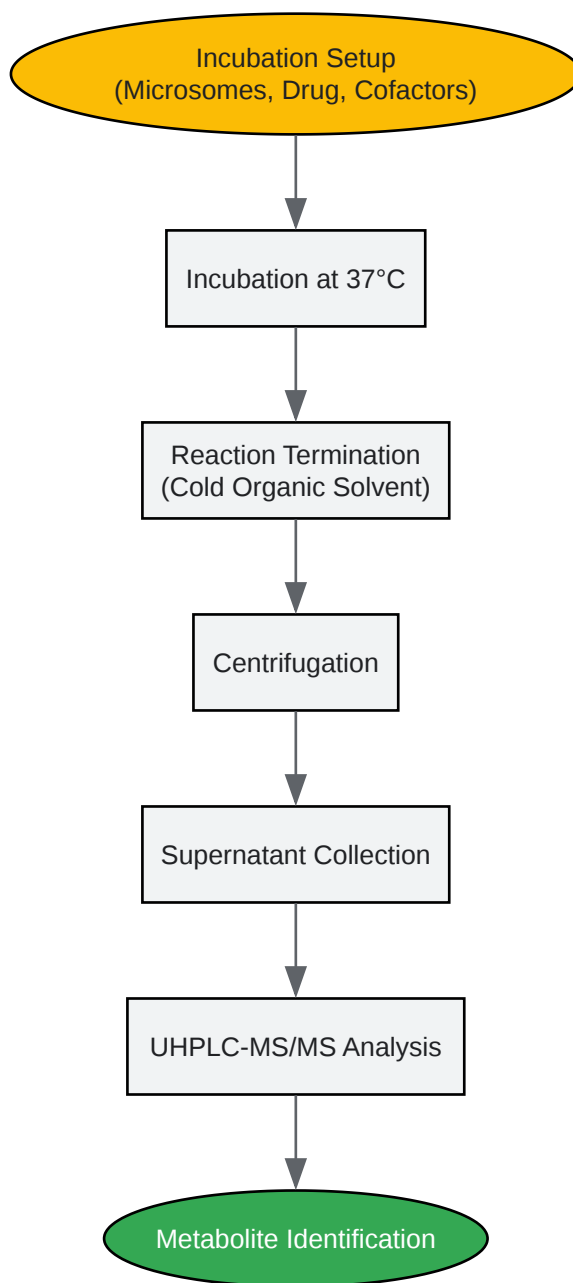 Incubation Setup
(Microsomes, Drug, Cofactors)
Incubation at 37°C
Reaction Termination
(Cold Organic Solvent)
Centrifugation
Supernatant Collection
UHPLC-MS/MS Analysis
Metabolite Identification